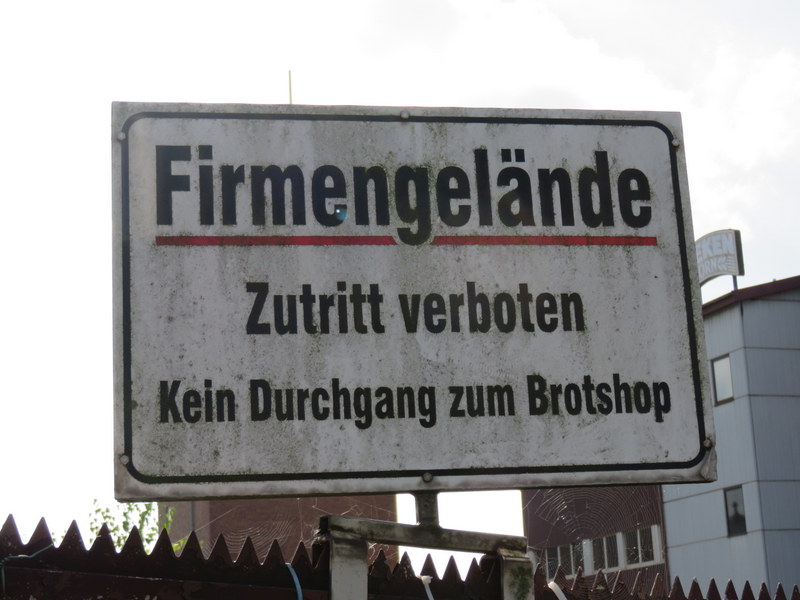 Firmengelände
Zutritt verboten
Kein Durchgang zum Brotshop